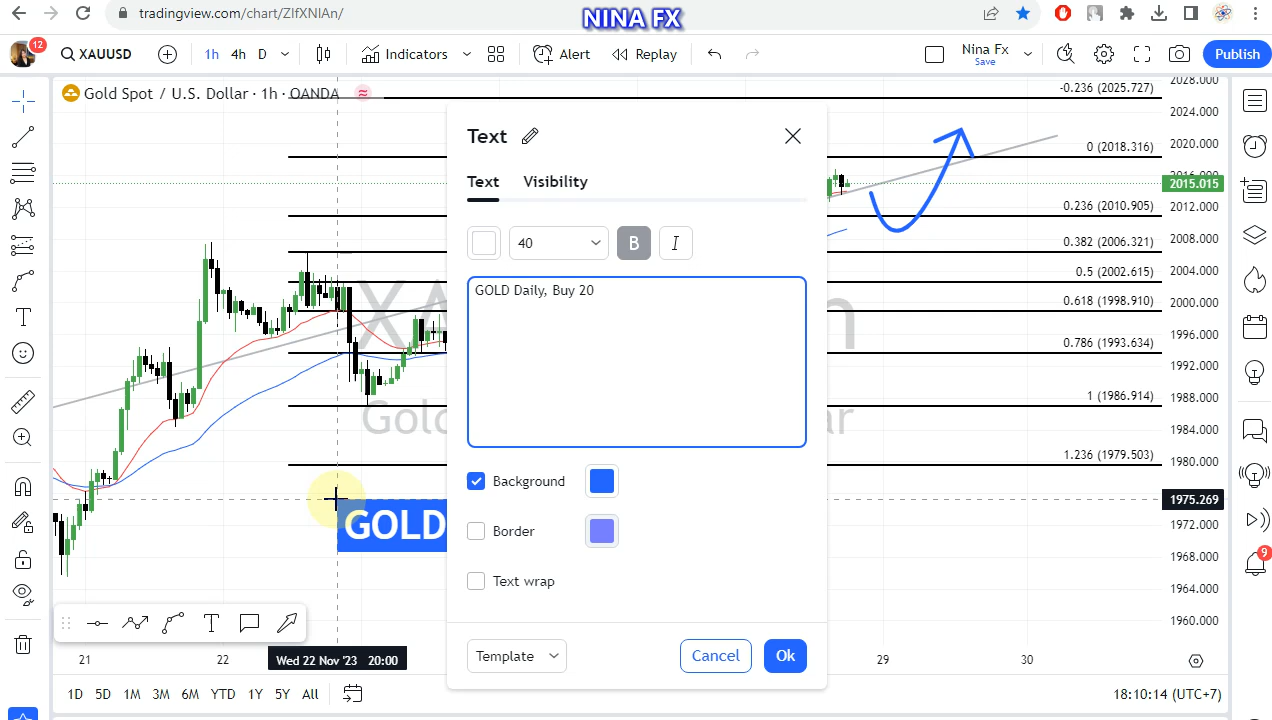 tradingview.com/chart/ZIfXNIAn/
NINA FX
12
XAUUSD
1h 4h D
Indicators
Alert
Replay
Nina Fx
Save
Publish
Gold Spot / U.S. Dollar · 1h · OANDA
-0.236 (2025.727)
0 (2018.316)
0.236 (2010.905)
0.382 (2006.321)
0.5 (2002.615)
0.618 (1998.910)
0.786 (1993.634)
1 (1986.914)
1.236 (1979.503)
2028.000
2024.000
2020.000
2016.000
2015.015
2012.000
2008.000
2004.000
2000.000
1996.000
1992.000
1988.000
1984.000
1980.000
1975.269
1972.000
1968.000
1964.000
1960.000
Text
Text Visibility
40
B I
GOLD Daily, Buy 20
Background
Border
Text wrap
Template
Cancel
Ok
GOLD
9
21
22
Wed 22 Nov '23 20:00
29
30
1D 5D 1M 3M 6M YTD 1Y 5Y All
18:10:14 (UTC+7)